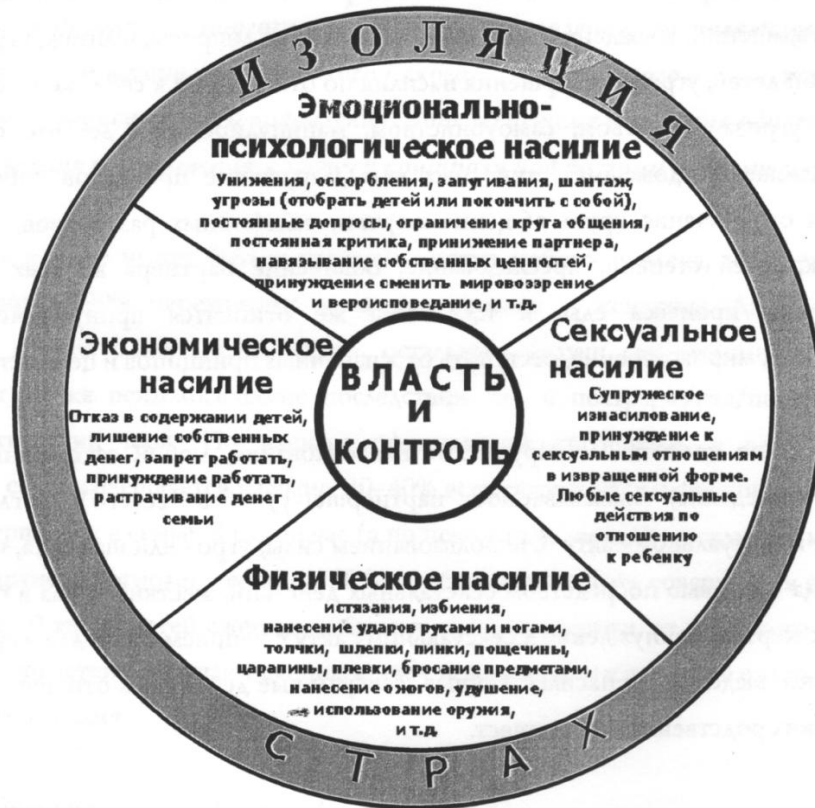 ИЗОЛЯЦИЯ
Эмоционально-
психологическое насилие
Унижения, оскорбления, запугивания, шантаж,
угрозы (отобрать детей или покончить с собой),
постоянные допросы, ограничение круга общения,
постоянная критика, принижение партнера,
навязывание собственных ценностей,
принуждение сменить мировоззрение
и вероисповедание, и т.д.
Экономическое
насилие
Отказ в содержании детей,
лишение собственных
денег, запрет работать,
принуждение работать,
растрачивание денег
семьи
ВЛАСТЬ
И
КОНТРОЛЬ
Сексуальное
насилие
Супружеское
изнасилование,
принуждение к
сексуальным отношениям
в извращенной форме.
Любые сексуальные
действия по
отношению
к ребенку
Физическое насилие
истязания, избиения,
нанесение ударов руками и ногами,
толчки, шлепки, пинки, пощечины,
царапины, плевки, бросание предметами,
нанесение ожогов, удушение,
использование оружия,
и т.д.
СТРАХ